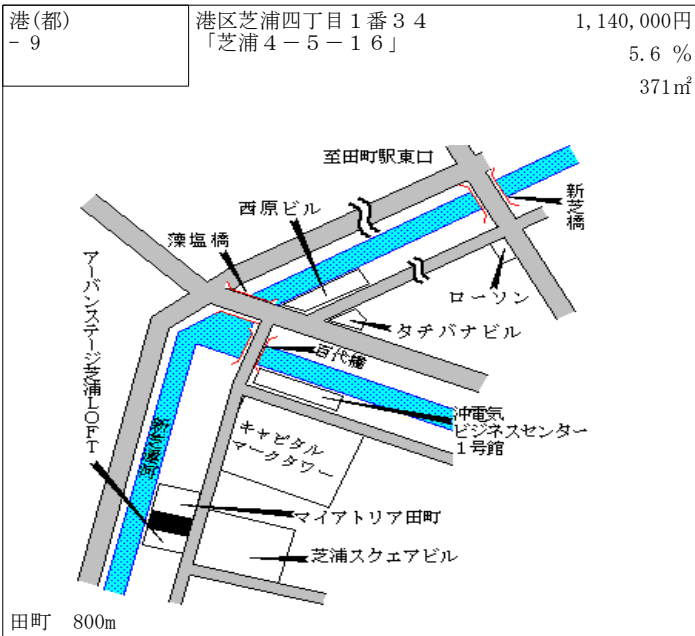 港(都)
- 9
港区芝浦四丁目１番３４
「芝浦４－５－１６」
1,140,000円
5.6 %
371㎡
至田町駅東口
新芝橋
西原ビル
藻塩橋
ローソン
タチバナビル
アーバンステージ芝浦ＬＯＦＴ
百代橋
沖電気
ビジネスセンター
１号館
キャピタル
マークタワー
マイアトリア田町
芝浦スクェアビル
田町　800m